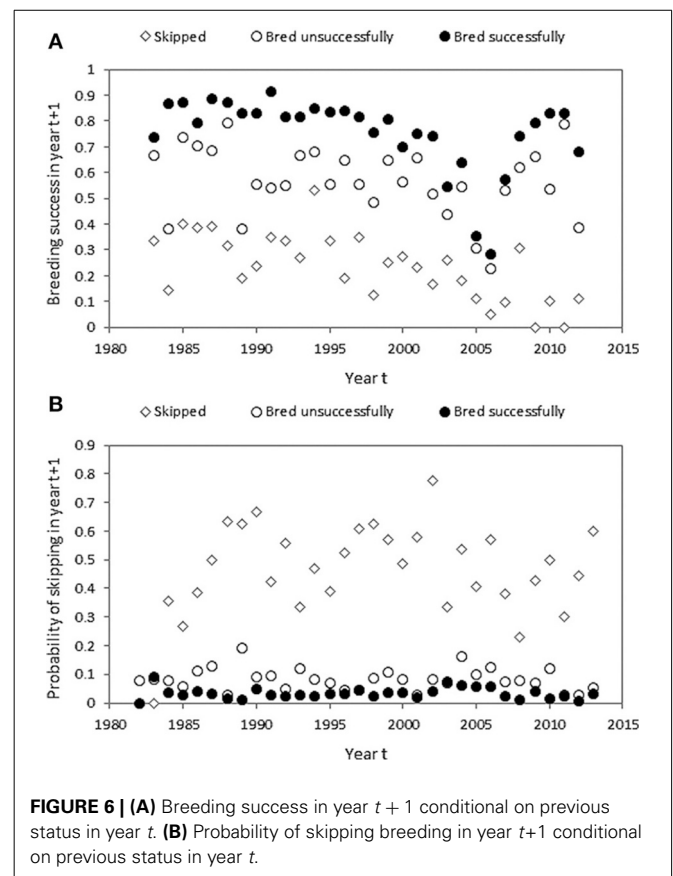 A
◇ Skipped ○ Bred unsuccessfully ● Bred successfully
Breeding success in year t+1
1
0.9
0.8
0.7
0.6
0.5
0.4
0.3
0.2
0.1
0
1980 1985 1990 1995 2000 2005 2010 2015
Year t
B
◇ Skipped ○ Bred unsuccessfully ● Bred successfully
Probability of skipping in year t+1
0.9
0.8
0.7
0.6
0.5
0.4
0.3
0.2
0.1
0
1980 1985 1990 1995 2000 2005 2010 2015
Year t
FIGURE 6 | (A) Breeding success in year t + 1 conditional on previous
status in year t. (B) Probability of skipping breeding in year t+1 conditional
on previous status in year t.